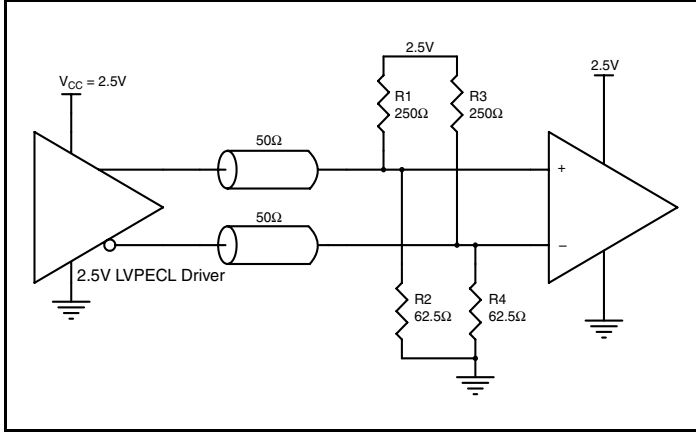 2.5V
V_CC = 2.5V
2.5V
R1
250Ω
R3
250Ω
50Ω
+
50Ω
–
2.5V LVPECL Driver
R2
62.5Ω
R4
62.5Ω